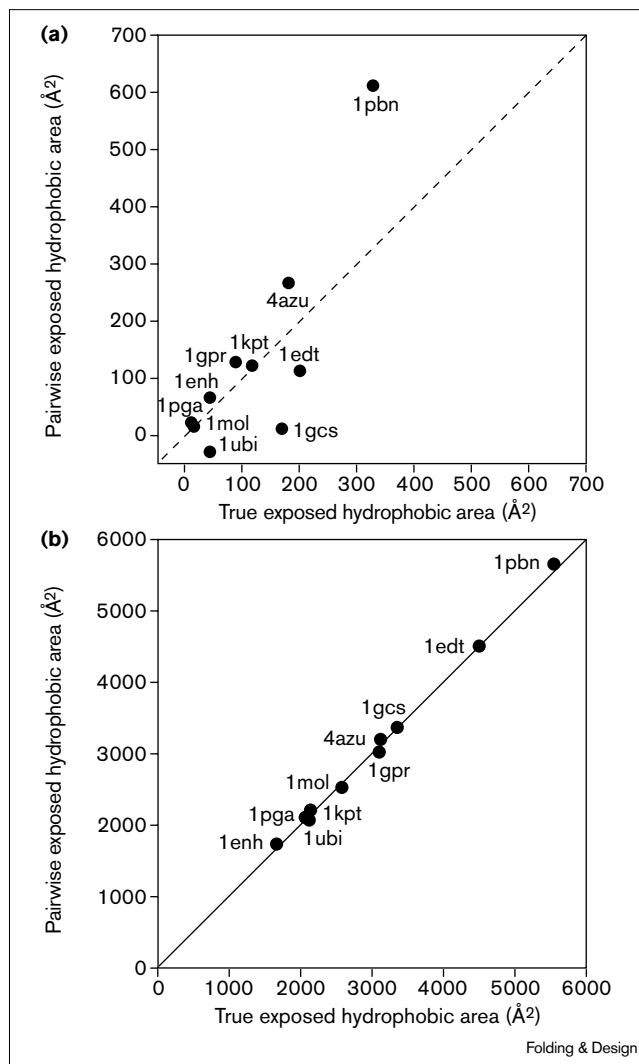 (a)
700
600
500
400
300
200
100
0
Pairwise exposed hydrophobic area (Å²)
1pbn
4azu
1gpr 1kpt 1edt
1enh
1pga
1mol
1gcs
1ubi
0 100 200 300 400 500 600 700
True exposed hydrophobic area (Å²)
(b)
6000
5000
4000
3000
2000
1000
0
Pairwise exposed hydrophobic area (Å²)
1pbn
1edt
1gcs
4azu
1gpr
1mol
1pga 1kpt
1enh 1ubi
0 1000 2000 3000 4000 5000 6000
True exposed hydrophobic area (Å²)
Folding & Design